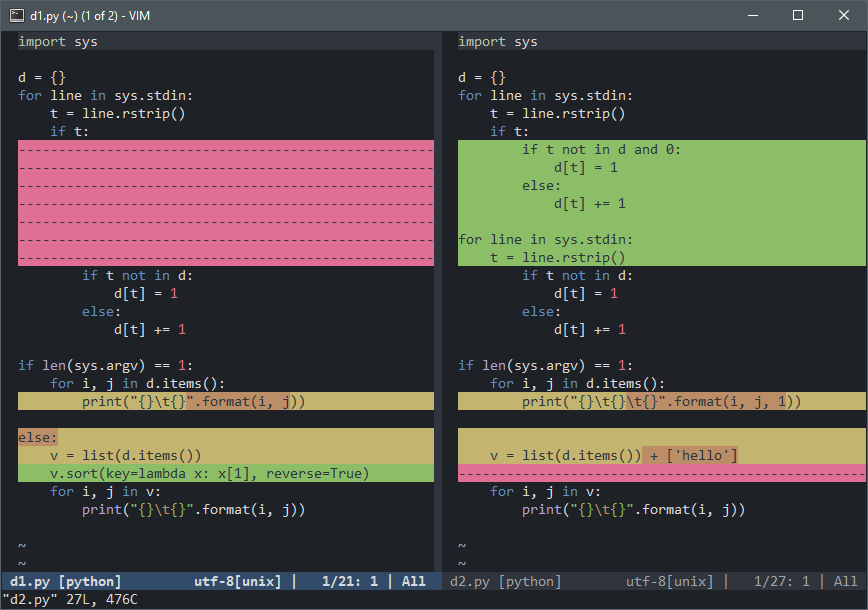 d1.py (~) (1 of 2) - VIM
import sys

d = {}
for line in sys.stdin:
    t = line.rstrip()
    if t:
        if t not in d:
            d[t] = 1
        else:
            d[t] += 1

if len(sys.argv) == 1:
    for i, j in d.items():
        print("{}\t{}".format(i, j))

else:
    v = list(d.items())
    v.sort(key=lambda x: x[1], reverse=True)
    for i, j in v:
        print("{}\t{}".format(i, j))

~
~
d1.py [python] utf-8[unix] | 1/21: 1 | All
import sys

d = {}
for line in sys.stdin:
    t = line.rstrip()
    if t:
        if t not in d and 0:
            d[t] = 1
        else:
            d[t] += 1

for line in sys.stdin:
    t = line.rstrip()
        if t not in d:
            d[t] = 1
        else:
            d[t] += 1

if len(sys.argv) == 1:
    for i, j in d.items():
        print("{}\t{}\t{}".format(i, j, 1))

    v = list(d.items()) + ['hello']
    for i, j in v:
        print("{}\t{}".format(i, j))

~
~
d2.py [python] utf-8[unix] | 1/27: 1 | All
"d2.py" 27L, 476C